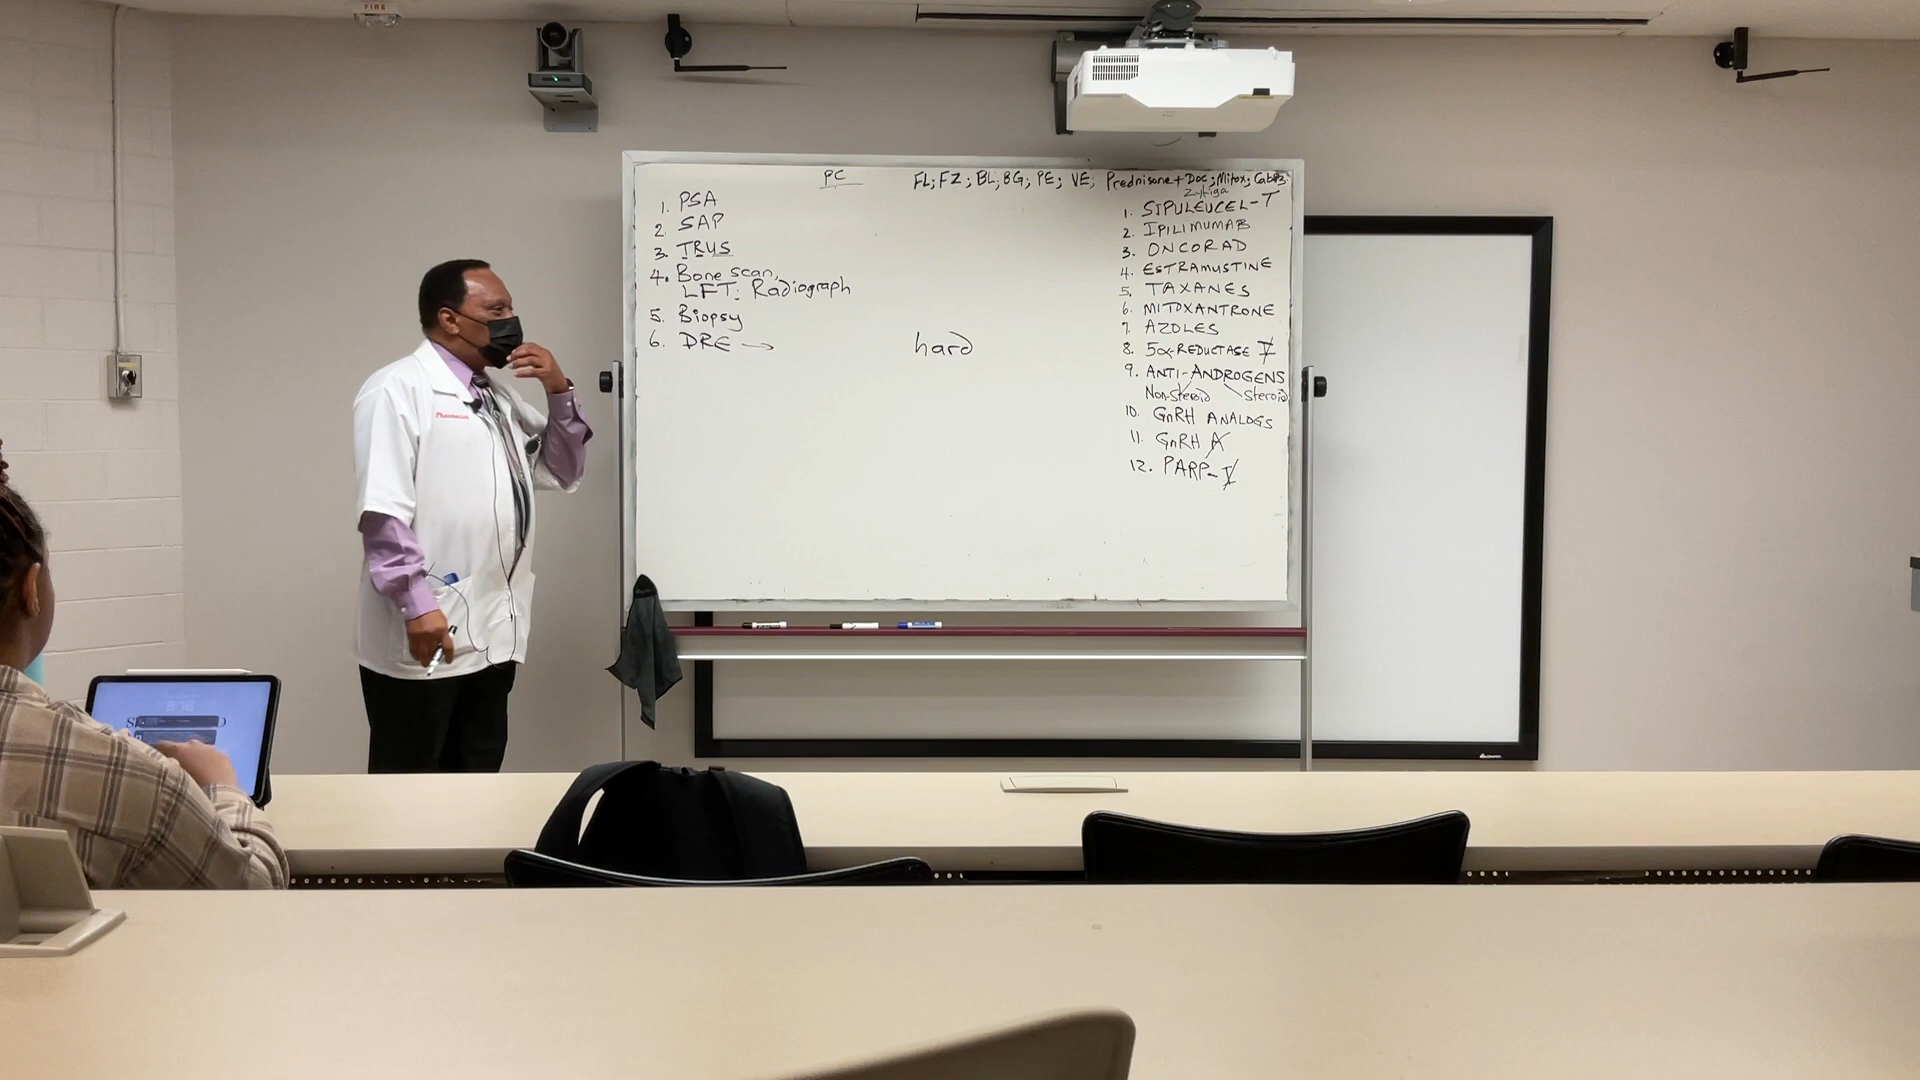 FIRE
PC
FL; FZ; BL; BG; PE; VE; Prednisone + Doc; Mitox; Cabaz;
Zytiga
1. PSA
2. SAP
3. TRUS
4. Bone scan,
LFT; Radiograph
5. Biopsy
6. DRE →
hard
1. SIPULEUCEL-T
2. IPILIMUMAB
3. ONCORAD
4. ESTRAMUSTINE
5. TAXANES
6. MITOXANTRONE
7. AZOLES
8. 5α-REDUCTASE I
9. ANTI-ANDROGENS
Non-steroid steroid
10. GnRH ANALOGS
11. GnRH A
12. PARP-I
8:16